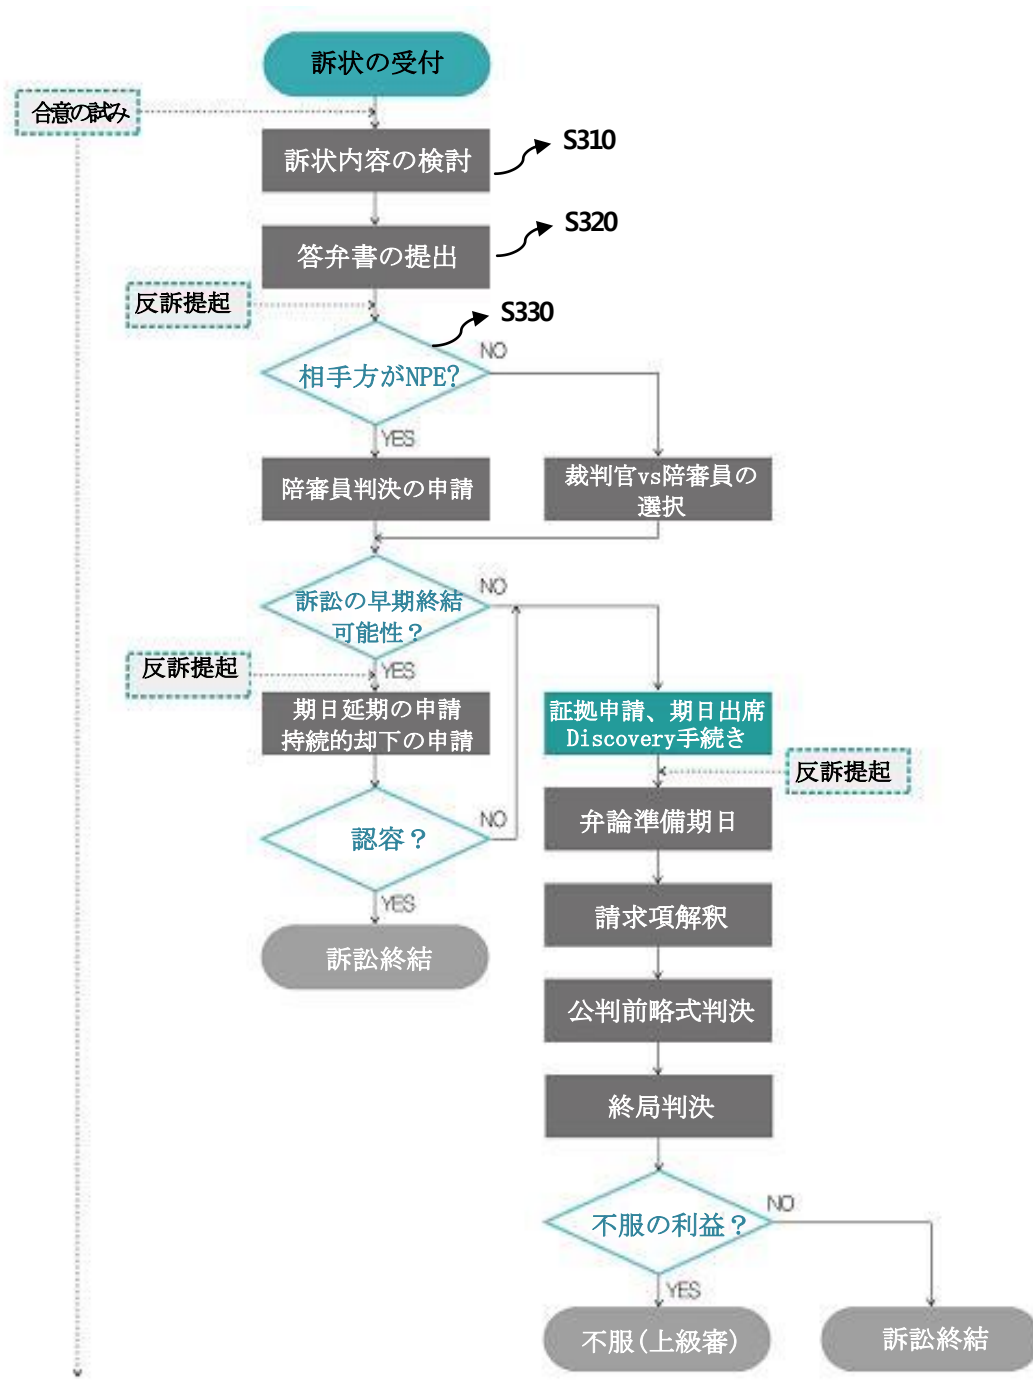 訴状の受付
合意の試み
訴状内容の検討
S310
答弁書の提出
S320
反訴提起
S330
相手方がNPE?
NO
YES
陪審員判決の申請
裁判官vs陪審員の
選択
訴訟の早期終結
可能性？
NO
反訴提起
YES
期日延期の申請
持続的却下の申請
証拠申請、期日出席
Discovery手続き
反訴提起
認容？
NO
弁論準備期日
YES
訴訟終結
請求項解釈
公判前略式判決
終局判決
不服の利益？
NO
YES
不服(上級審)
訴訟終結